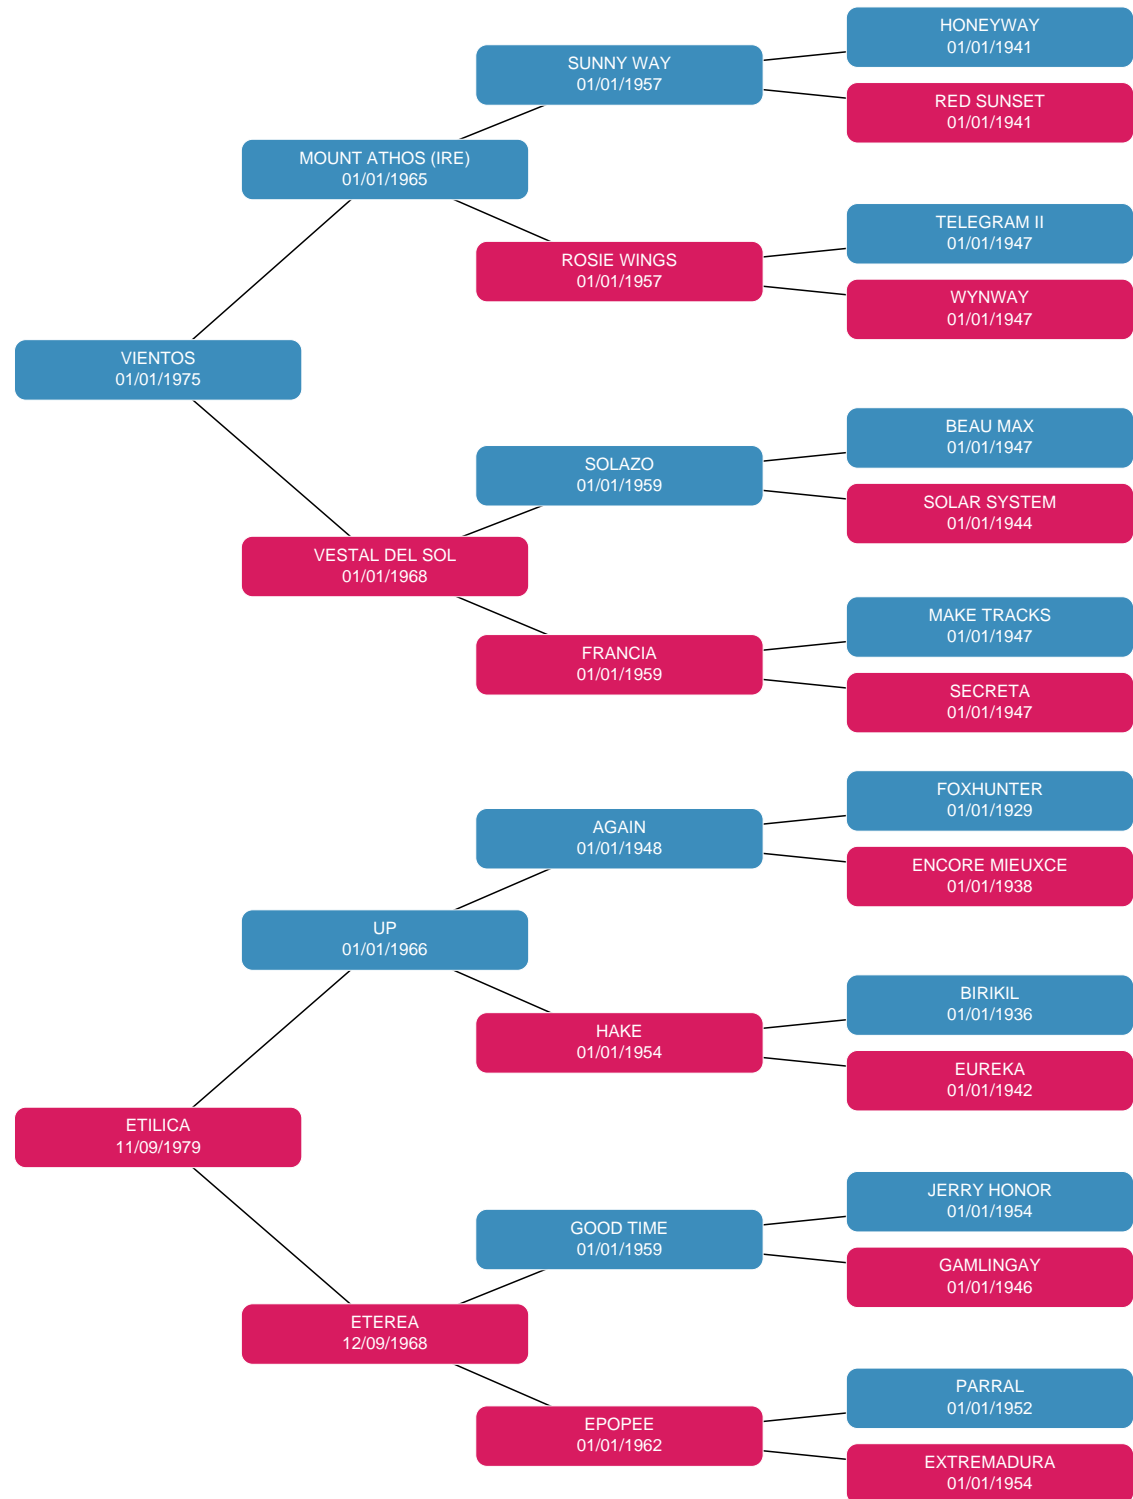 HONEYWAY
01/01/1941
SUNNY WAY
01/01/1957
RED SUNSET
01/01/1941
MOUNT ATHOS (IRE)
01/01/1965
TELEGRAM II
01/01/1947
ROSIE WINGS
01/01/1957
WYNWAY
01/01/1947
VIENTOS
01/01/1975
BEAU MAX
01/01/1947
SOLAZO
01/01/1959
SOLAR SYSTEM
01/01/1944
VESTAL DEL SOL
01/01/1968
MAKE TRACKS
01/01/1947
FRANCIA
01/01/1959
SECRETA
01/01/1947
FOXHUNTER
01/01/1929
AGAIN
01/01/1948
ENCORE MIEUXCE
01/01/1938
UP
01/01/1966
BIRIKIL
01/01/1936
HAKE
01/01/1954
EUREKA
01/01/1942
ETILICA
11/09/1979
JERRY HONOR
01/01/1954
GOOD TIME
01/01/1959
GAMLINGAY
01/01/1946
ETEREA
12/09/1968
PARRAL
01/01/1952
EPOPEE
01/01/1962
EXTREMADURA
01/01/1954